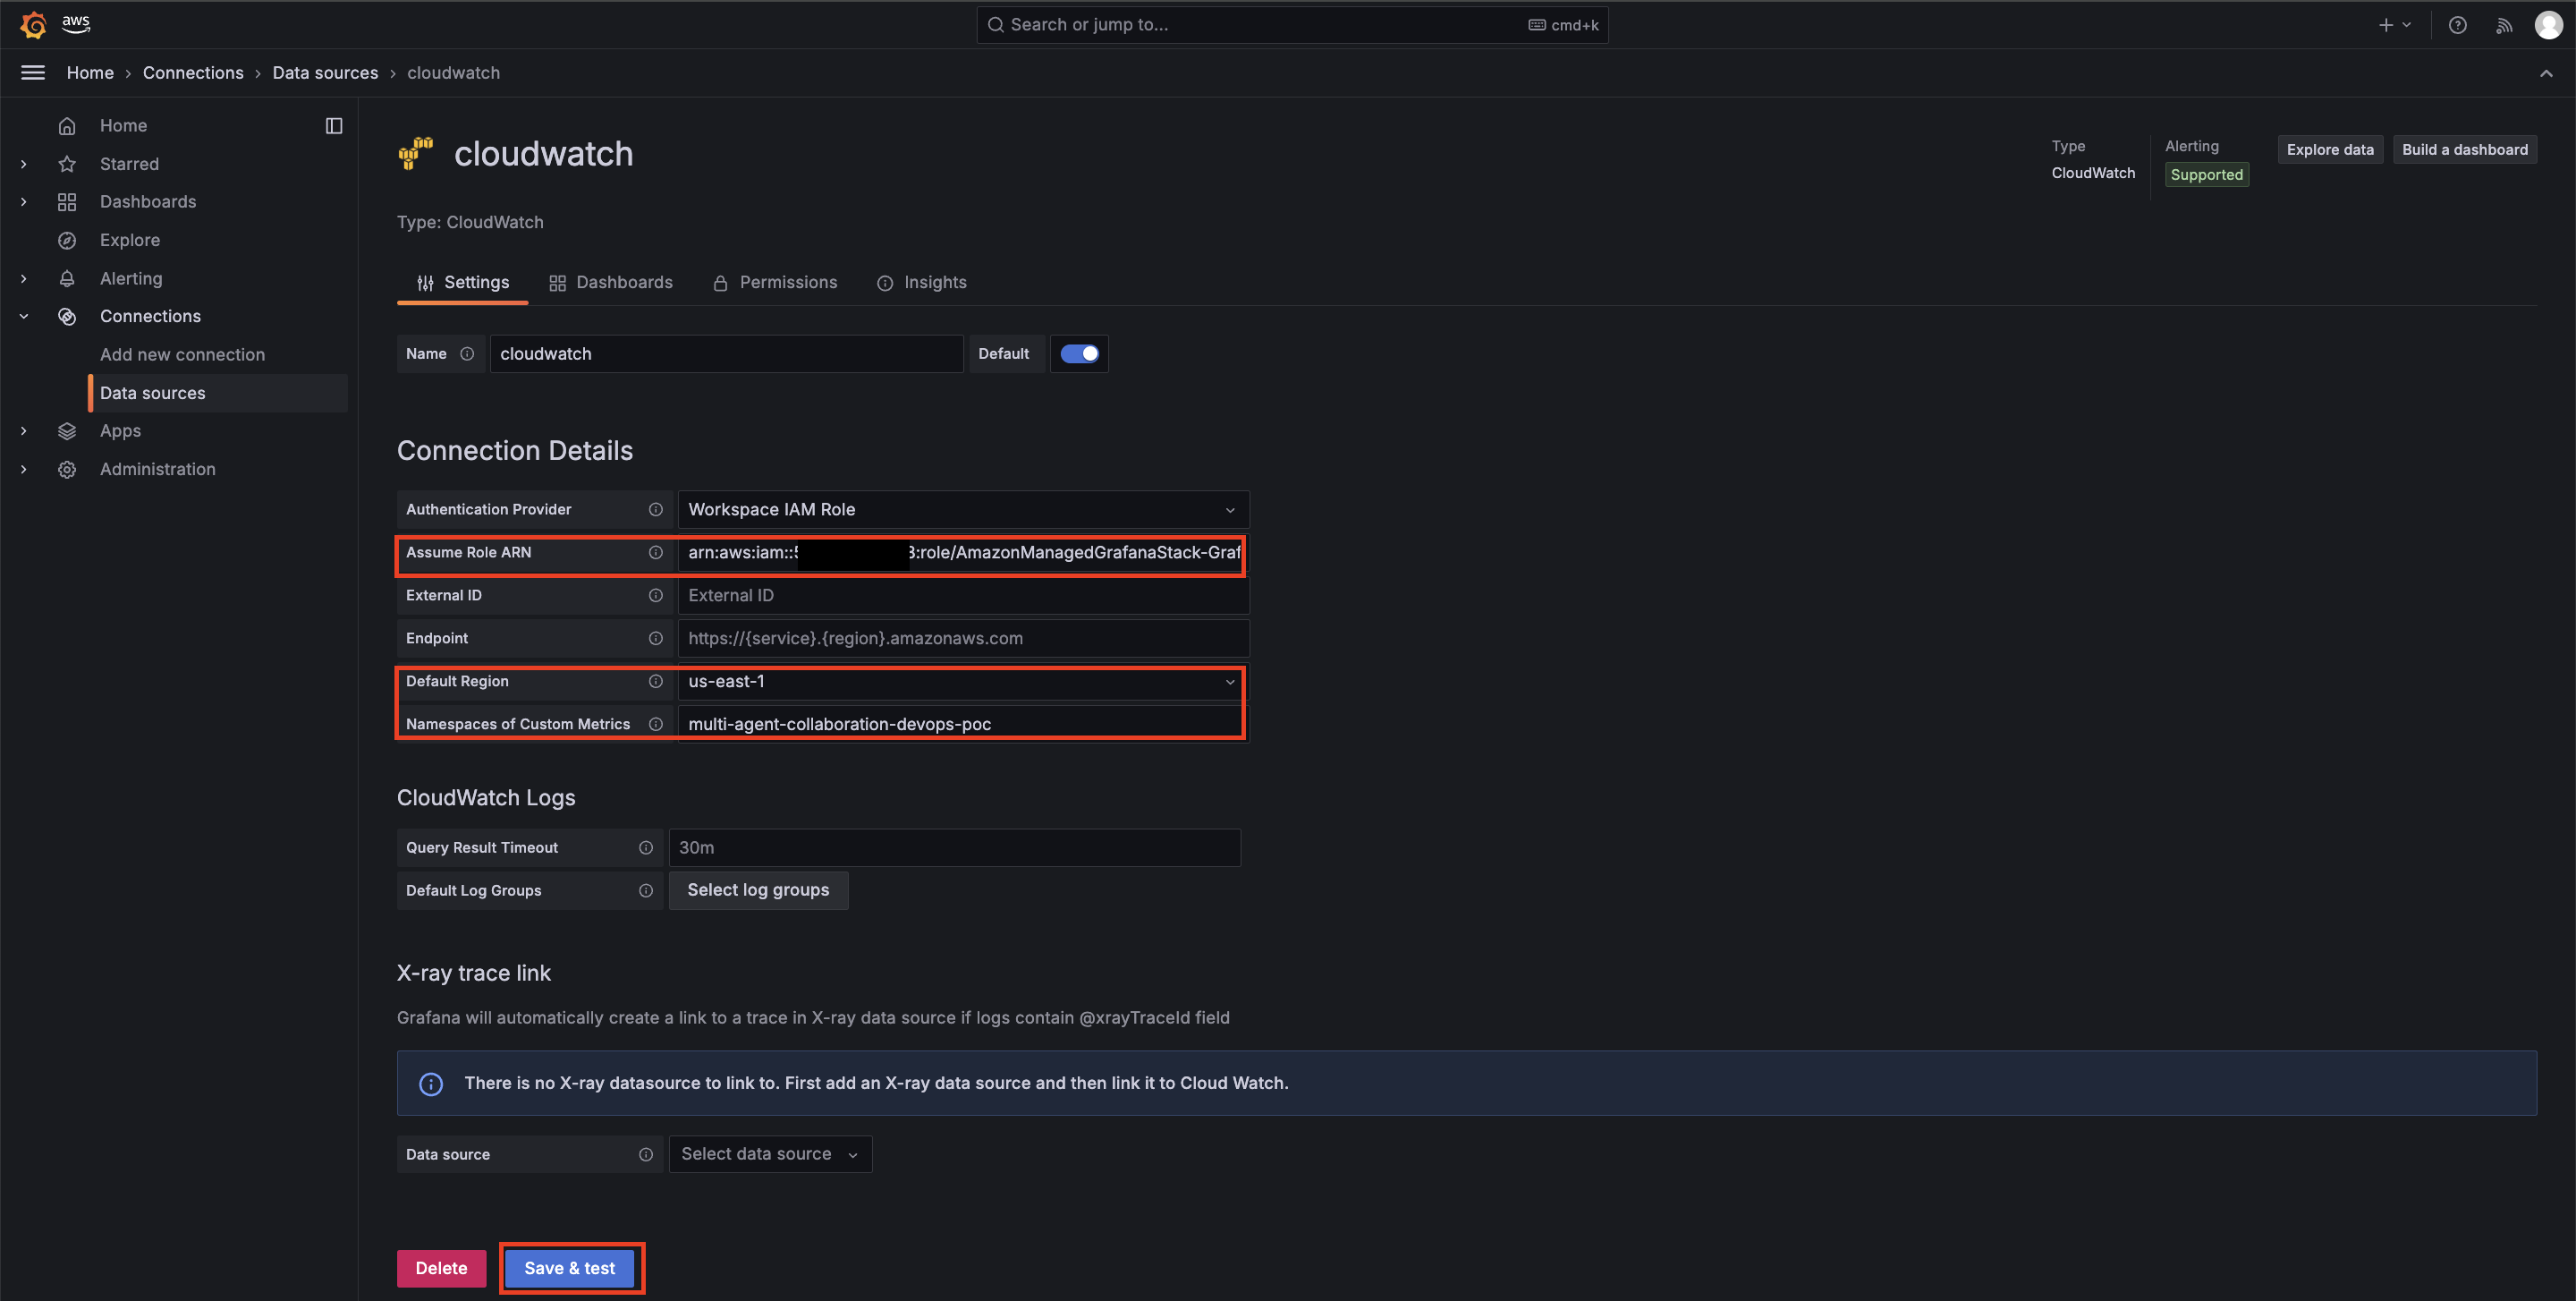 aws
Search or jump to...
cmd+k
Home > Connections > Data sources > cloudwatch
Home
Starred
Dashboards
Explore
Alerting
Connections
Add new connection
Data sources
Apps
Administration
cloudwatch
Type
CloudWatch
Alerting
Supported
Explore data
Build a dashboard
Type: CloudWatch
Settings
Dashboards
Permissions
Insights
Name
cloudwatch
Default
Connection Details
Authentication Provider
Workspace IAM Role
Assume Role ARN
arn:aws:iam::5 3:role/AmazonManagedGrafanaStack-Graf
External ID
External ID
Endpoint
https://{service}.{region}.amazonaws.com
Default Region
us-east-1
Namespaces of Custom Metrics
multi-agent-collaboration-devops-poc
CloudWatch Logs
Query Result Timeout
30m
Default Log Groups
Select log groups
X-ray trace link
Grafana will automatically create a link to a trace in X-ray data source if logs contain @xrayTraceId field
There is no X-ray datasource to link to. First add an X-ray data source and then link it to Cloud Watch.
Data source
Select data source
Delete
Save & test